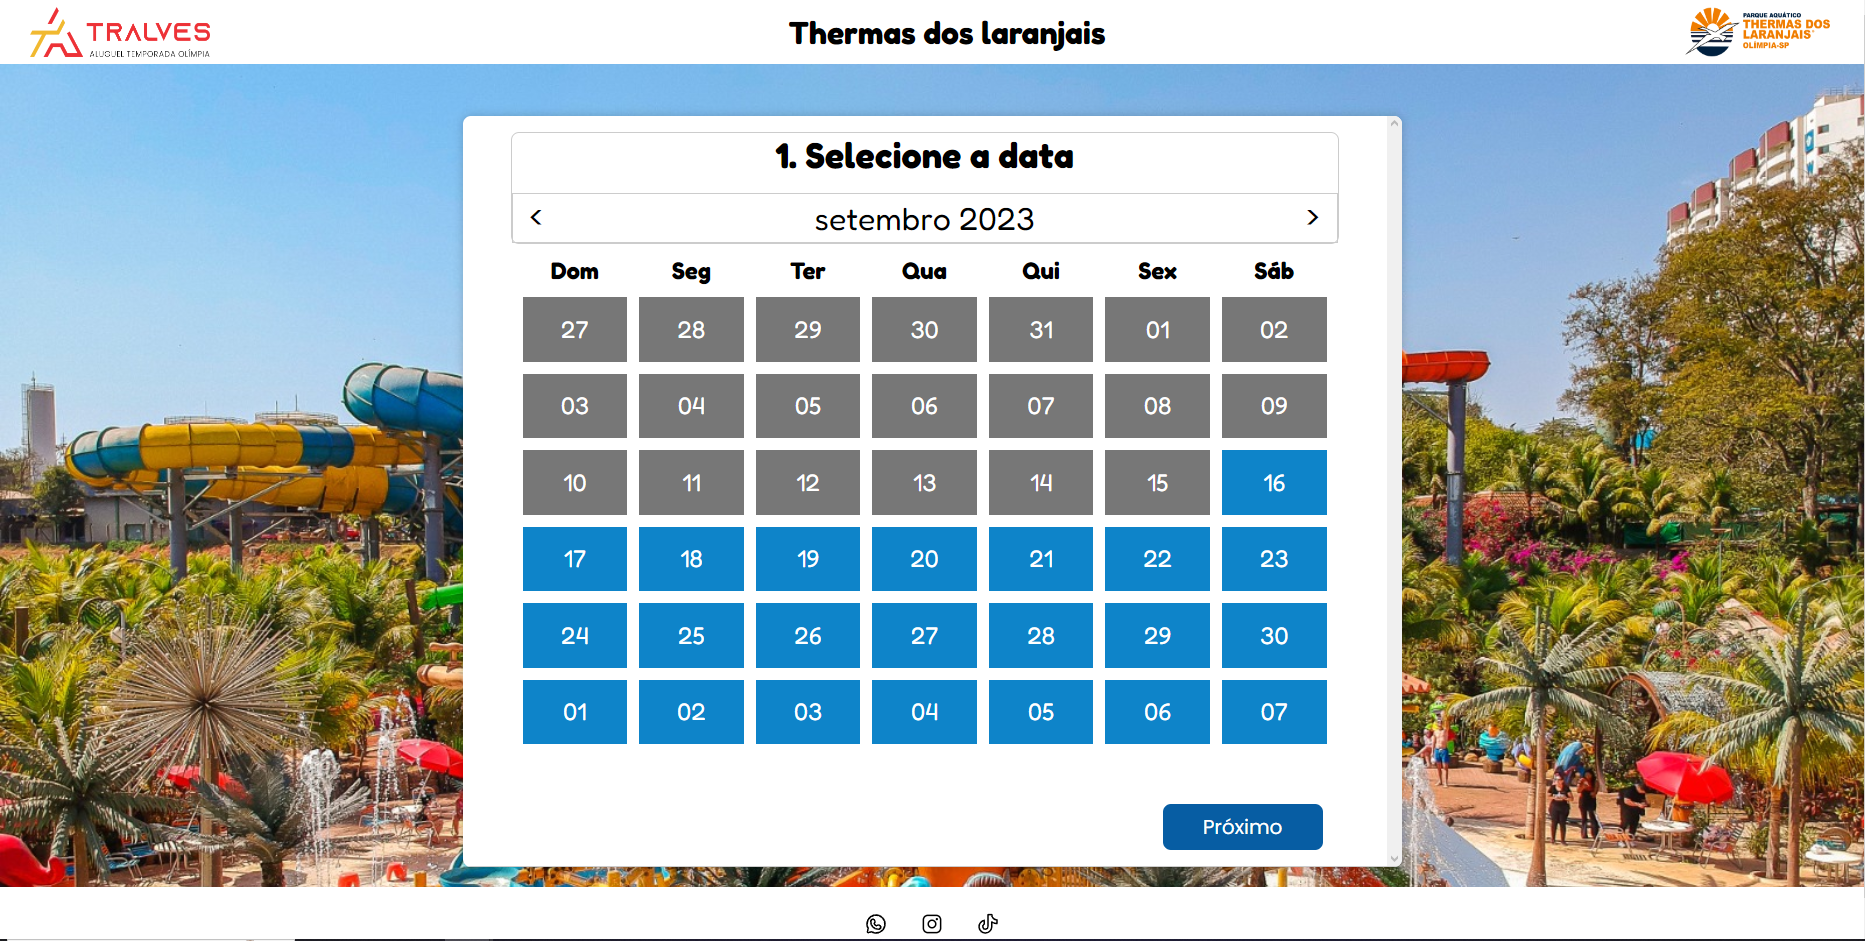 TRALVES
ALUGUEL TEMPORADA OLÍMPIA
Thermas dos laranjais
PARQUE AQUÁTICO
THERMAS DOS
LARANJAIS
OLÍMPIA-SP
1. Selecione a data
< setembro 2023 >
Dom Seg Ter Qua Qui Sex Sáb
27 28 29 30 31 01 02
03 04 05 06 07 08 09
10 11 12 13 14 15 16
17 18 19 20 21 22 23
24 25 26 27 28 29 30
01 02 03 04 05 06 07
Próximo